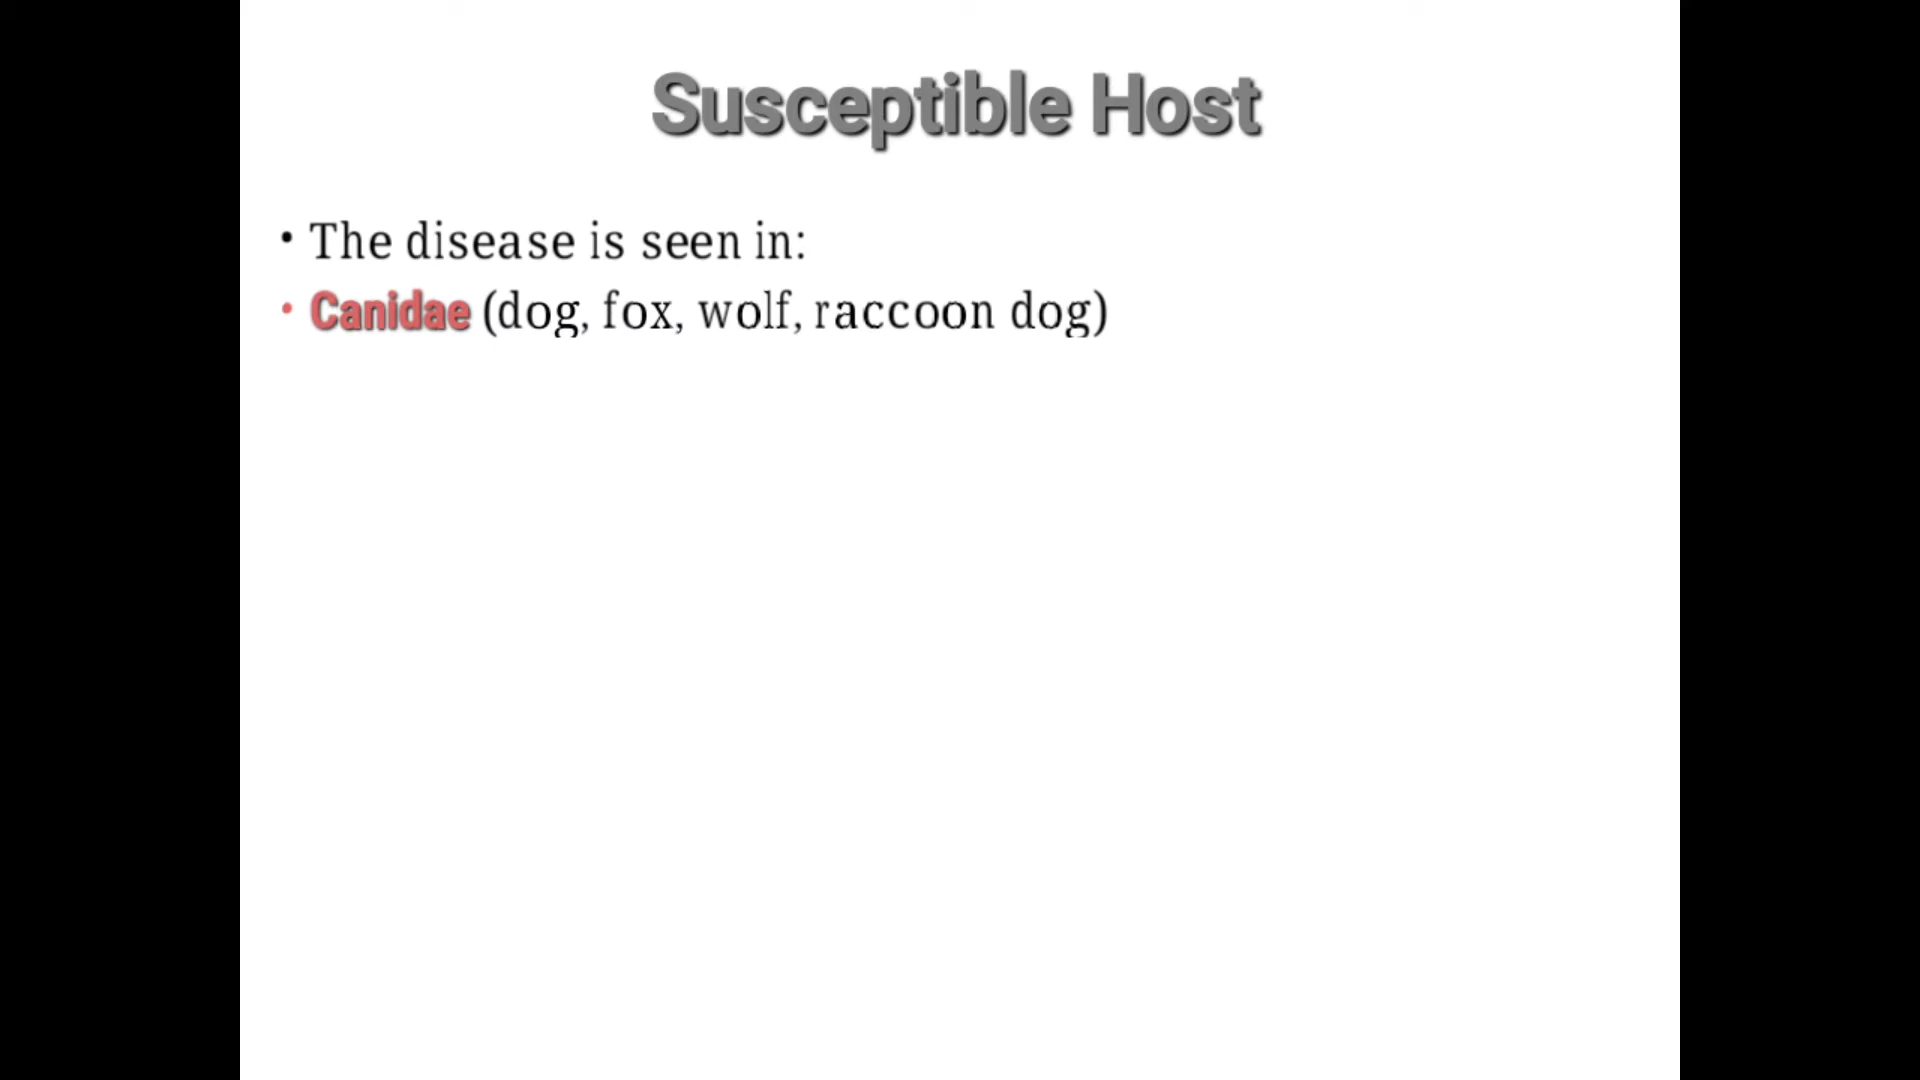 Susceptible Host
• The disease is seen in:
• Canidae (dog, fox, wolf, raccoon dog)